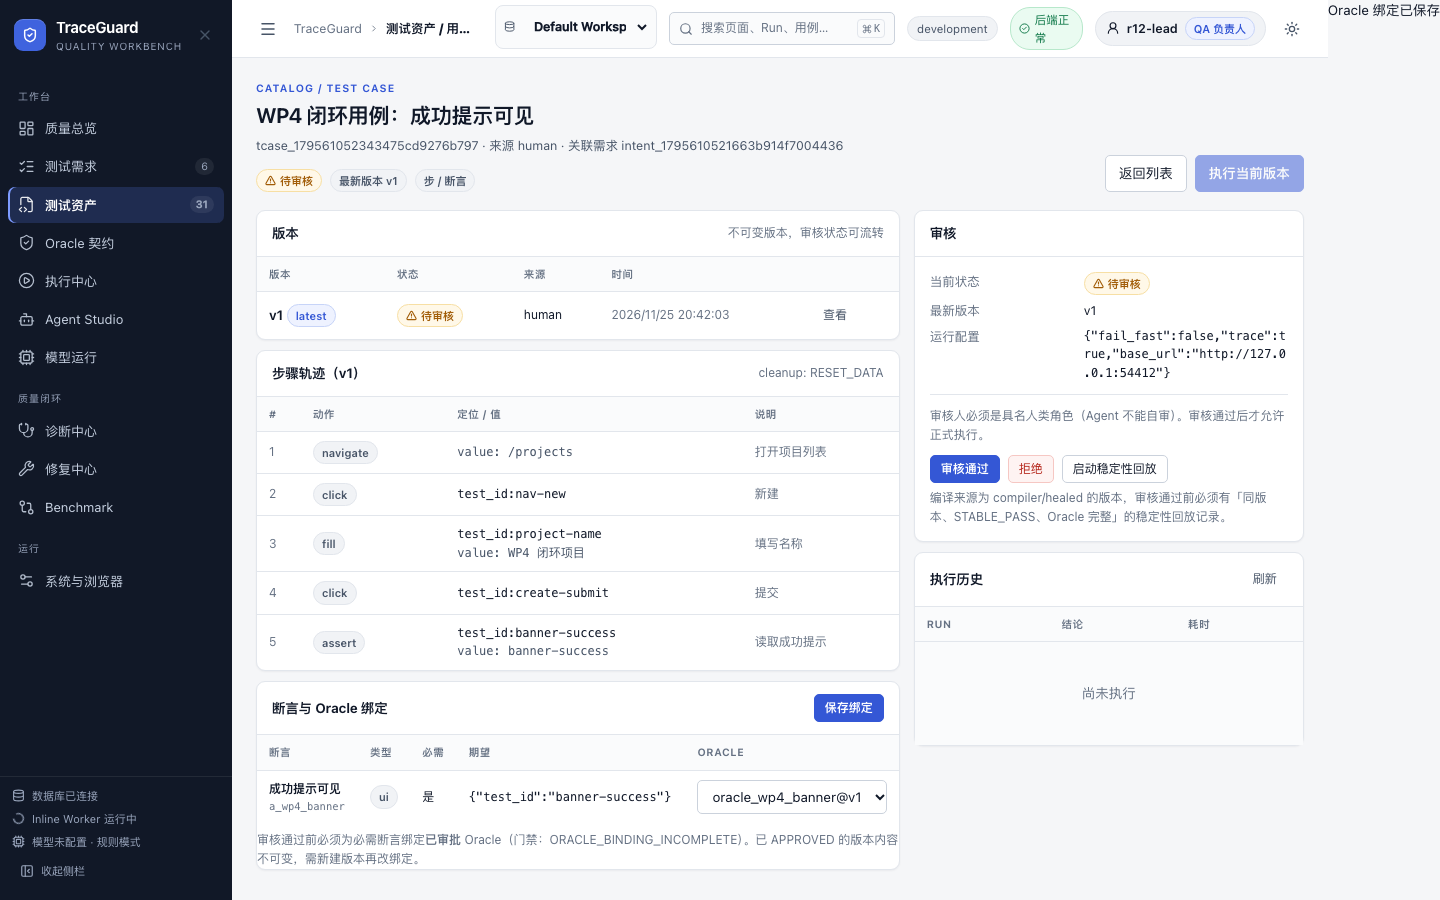 TraceGuard
QUALITY WORKBENCH
工作台
质量总览
测试需求 6
测试资产 31
Oracle 契约
执行中心
Agent Studio
模型运行
质量闭环
诊断中心
修复中心
Benchmark
运行
系统与浏览器
数据库已连接
Inline Worker 运行中
模型未配置 · 规则模式
收起侧栏
TraceGuard › 测试资产 / 用...
Default Worksp
搜索页面、Run、用例... ⌘K
development
后端正常
r12-lead QA 负责人
Oracle 绑定已保存
CATALOG / TEST CASE
WP4 闭环用例：成功提示可见
tcase_179561052343475cd9276b797 · 来源 human · 关联需求 intent_1795610521663b914f7004436
待审核 最新版本 v1 步 / 断言
返回列表 执行当前版本
版本 不可变版本，审核状态可流转
版本 状态 来源 时间
v1 latest 待审核 human 2026/11/25 20:42:03 查看
步骤轨迹（v1） cleanup: RESET_DATA
# 动作 定位 / 值 说明
1 navigate value: /projects 打开项目列表
2 click test_id:nav-new 新建
3 fill test_id:project-name 填写名称
value: WP4 闭环项目
4 click test_id:create-submit 提交
5 assert test_id:banner-success 读取成功提示
value: banner-success
断言与 Oracle 绑定 保存绑定
断言 类型 必需 期望 ORACLE
成功提示可见 ui 是 {"test_id":"banner-success"} oracle_wp4_banner@v1
a_wp4_banner
审核通过前必须为必需断言绑定已审批 Oracle（门禁：ORACLE_BINDING_INCOMPLETE）。已 APPROVED 的版本内容
不可变，需新建版本再改绑定。
审核
当前状态 待审核
最新版本 v1
运行配置 {"fail_fast":false,"trace":t
rue,"base_url":"http://127.0
.0.1:54412"}
审核人必须是具名人类角色（Agent 不能自审）。审核通过后才允许
正式执行。
审核通过 拒绝 启动稳定性回放
编译来源为 compiler/healed 的版本，审核通过前必须有「同版
本、STABLE_PASS、Oracle 完整」的稳定性回放记录。
执行历史 刷新
RUN 结论 耗时
尚未执行